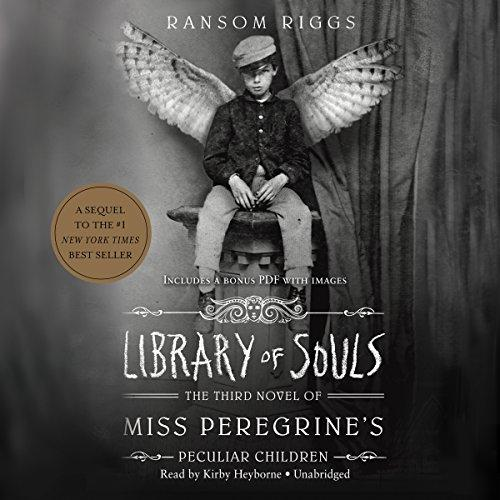 RANSOM RIGGS
A SEQUEL
TO THE #1
NEW YORK TIMES
BEST SELLER
INCLUDES A BONUS PDF WITH IMAGES
LIBRARY OF SOULS
THE THIRD NOVEL OF
MISS PEREGRINE'S
PECULIAR CHILDREN
Read by Kirby Heyborne • Unabridged